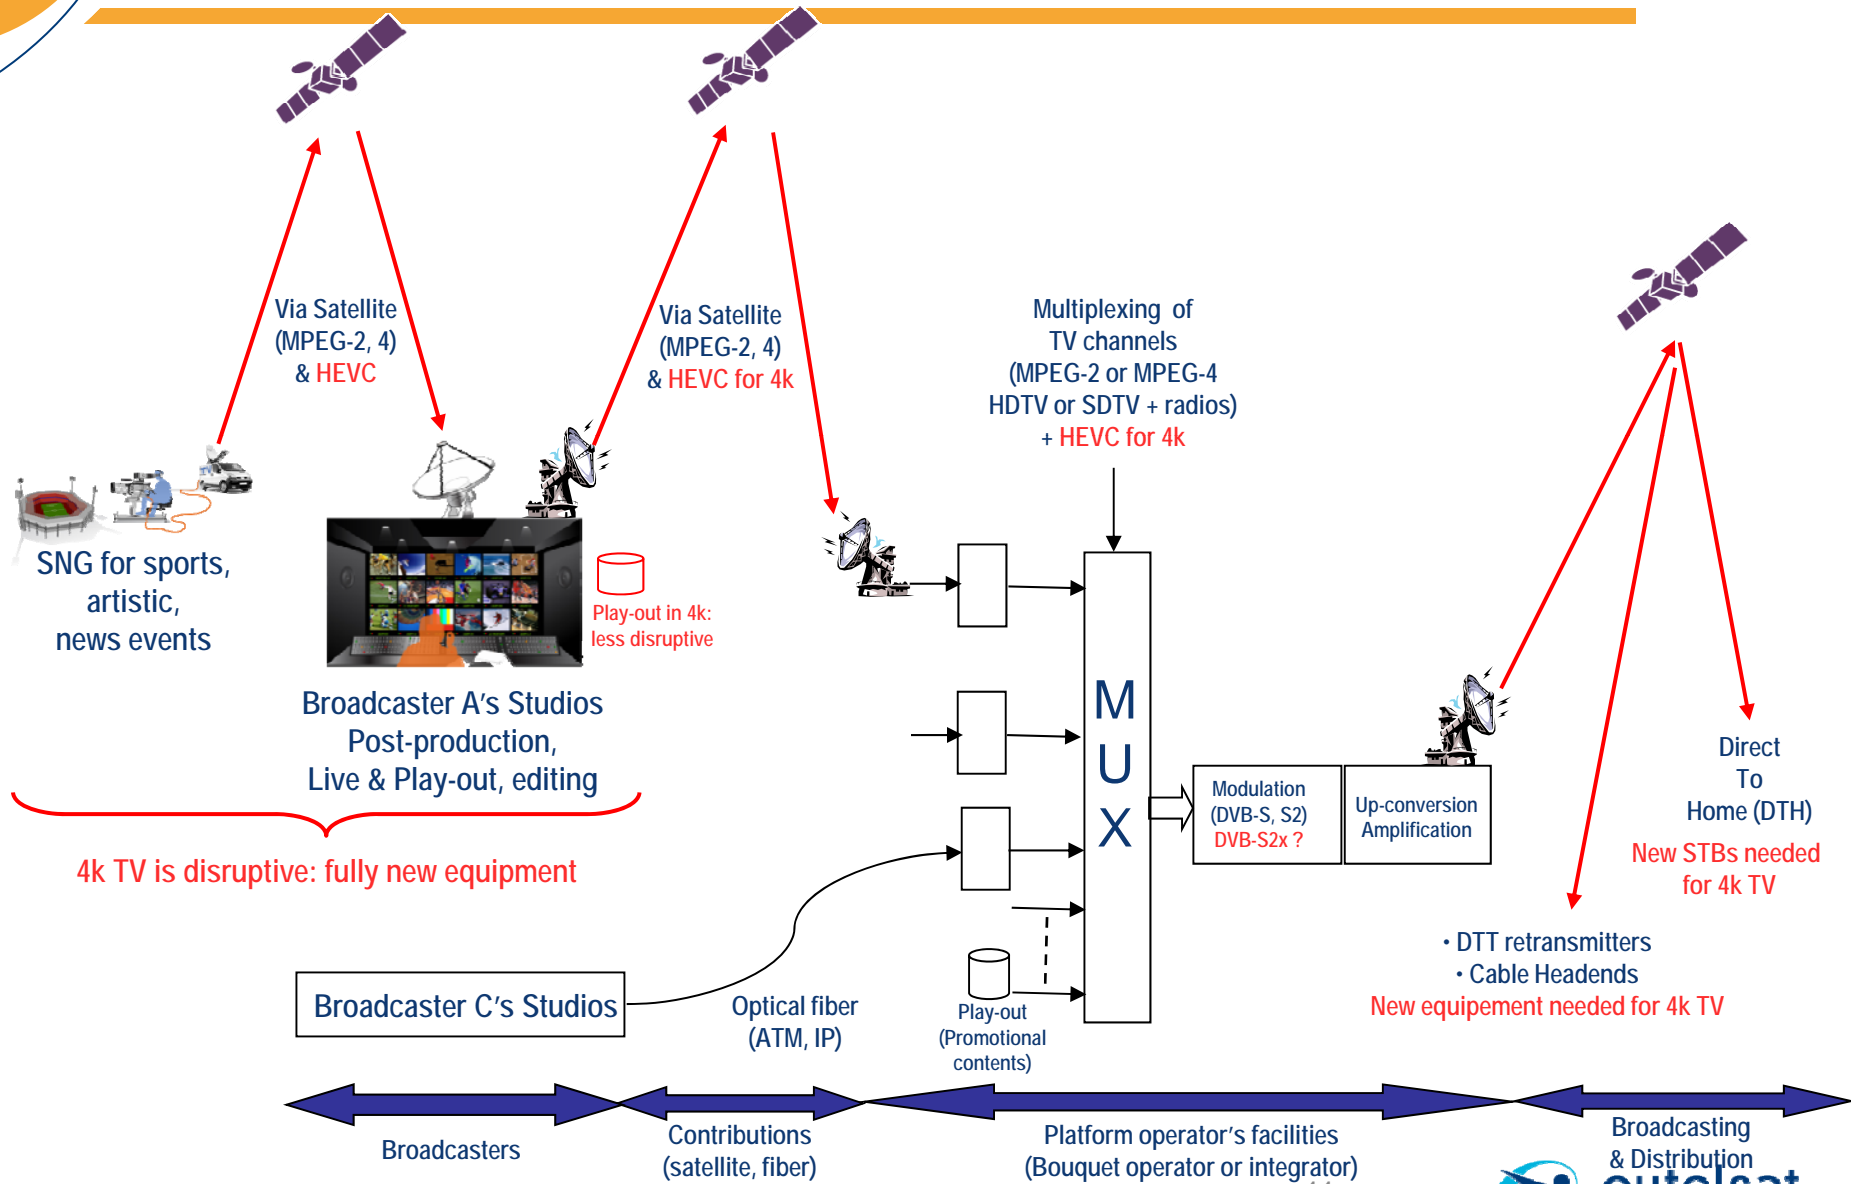 Via Satellite
(MPEG-2, 4)
& HEVC
Via Satellite
(MPEG-2, 4)
& HEVC for 4k
Multiplexing of
TV channels
(MPEG-2 or MPEG-4
HDTV or SDTV + radios)
+ HEVC for 4k
SNG for sports,
artistic,
news events
Play-out in 4k:
less disruptive
Broadcaster A's Studios
Post-production,
Live & Play-out, editing
4k TV is disruptive: fully new equipment
M
U
X
Modulation
(DVB-S, S2)
DVB-S2x ?
Up-conversion
Amplification
Direct
To
Home (DTH)
New STBs needed
for 4k TV
• DTT retransmitters
• Cable Headends
New equipement needed for 4k TV
Broadcaster C's Studios
Optical fiber
(ATM, IP)
Play-out
(Promotional
contents)
Broadcasters
Contributions
(satellite, fiber)
Platform operator's facilities
(Bouquet operator or integrator)
Broadcasting
& Distribution
eutelsat